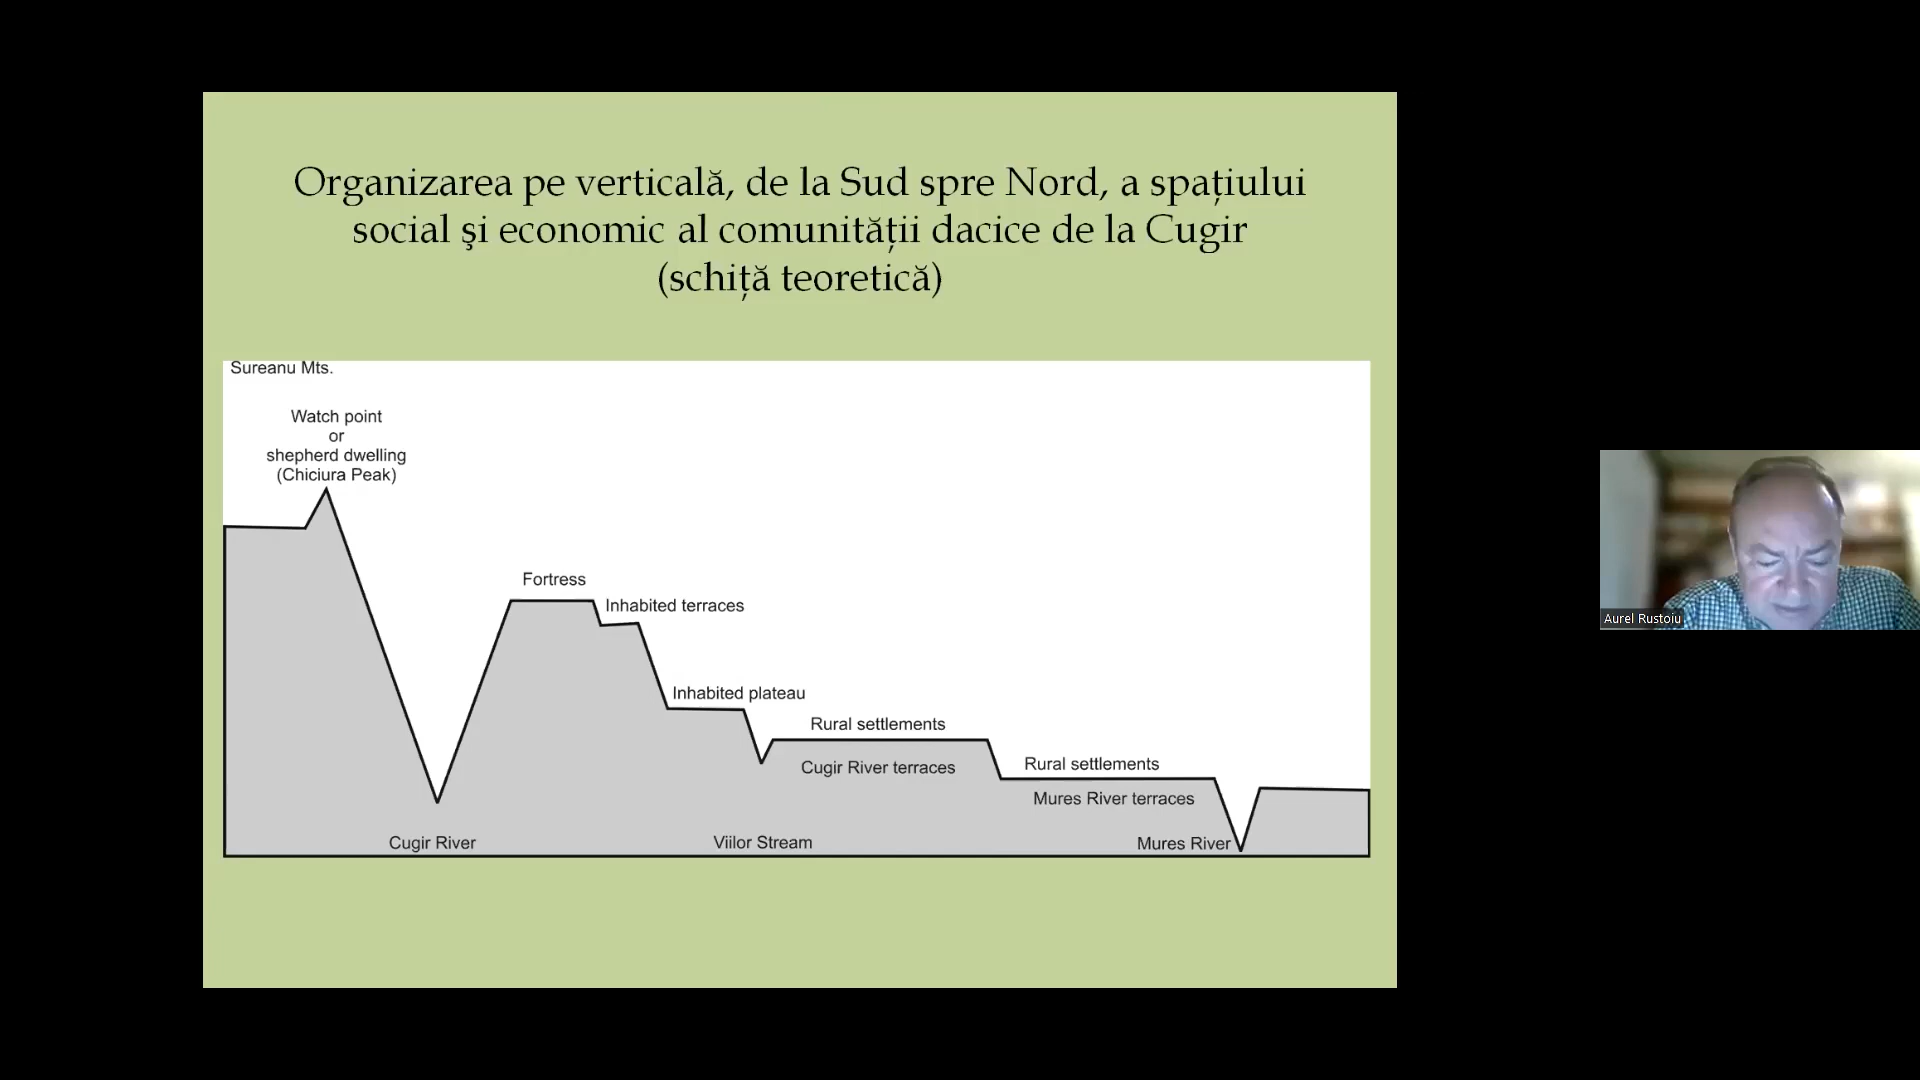 Organizarea pe verticală, de la Sud spre Nord, a spațiului
social şi economic al comunității dacice de la Cugir
(schiță teoretică)
Sureanu Mts.
Watch point
or
shepherd dwelling
(Chiciura Peak)
Fortress
Inhabited terraces
Inhabited plateau
Rural settlements
Cugir River terraces
Rural settlements
Mures River terraces
Cugir River
Viilor Stream
Mures River
Aurel Rustoiu